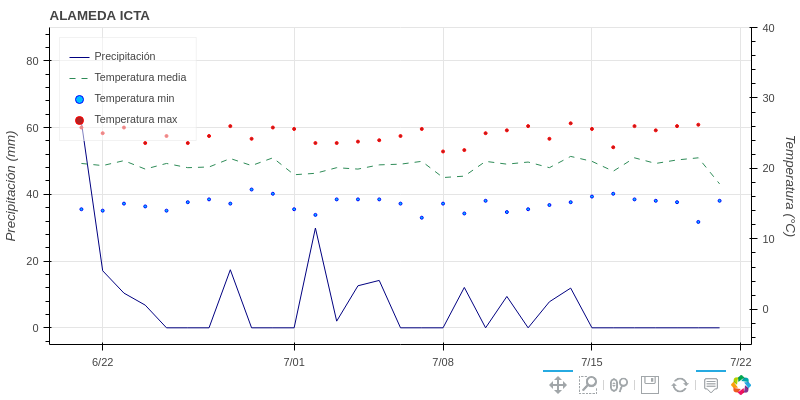 ALAMEDA ICTA
Precipitación
Temperatura media
Temperatura min
Temperatura max
Precipitación (mm)
80
60
40
20
0
Temperatura (°C)
40
30
20
10
0
6/22 7/01 7/08 7/15 7/22